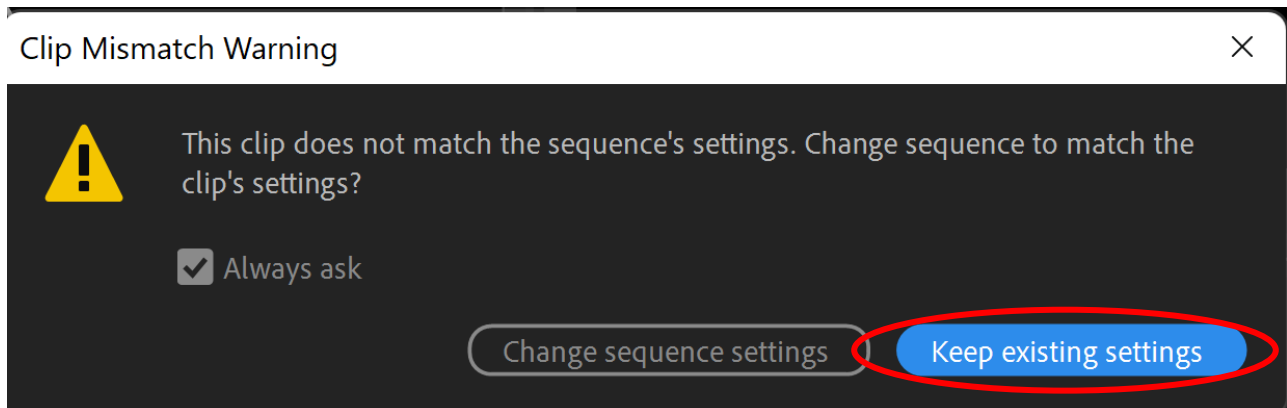 Clip Mismatch Warning
This clip does not match the sequence's settings. Change sequence to match the
clip's settings?
Always ask
Change sequence settings
Keep existing settings